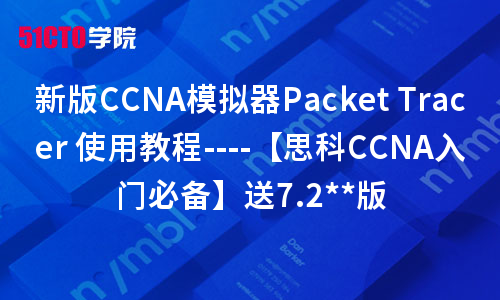 51CTO学院
新版CCNA模拟器Packet Trac
er 使用教程----【思科CCNA入
门必备】送7.2**版
Dan
Barker